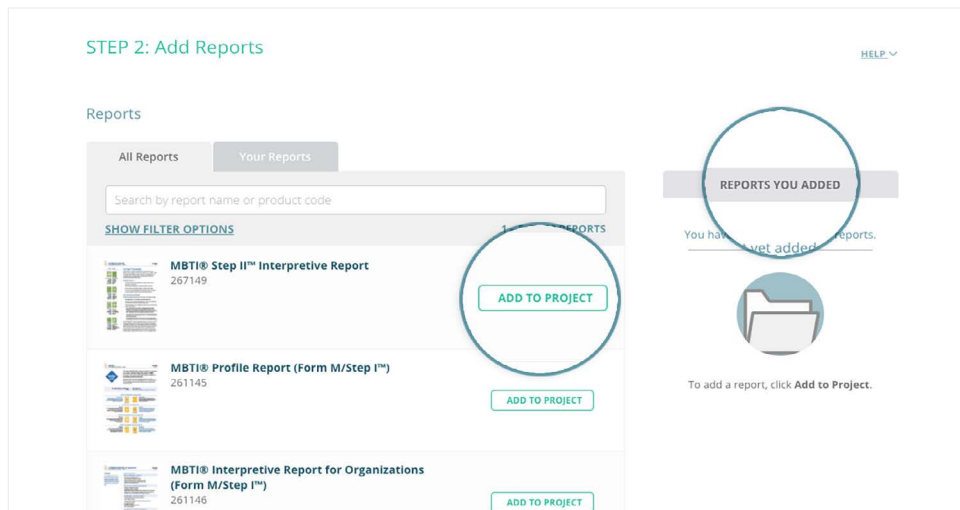 STEP 2: Add Reports
HELP
Reports
All Reports
Your Reports
Search by report name or product code
SHOW FILTER OPTIONS
REPORTS
MBTI® Step II™ Interpretive Report
267149
ADD TO PROJECT
MBTI® Profile Report (Form M/Step I™)
261145
ADD TO PROJECT
MBTI® Interpretive Report for Organizations
(Form M/Step I™)
261146
ADD TO PROJECT
REPORTS YOU ADDED
You have yet added reports.
To add a report, click Add to Project.